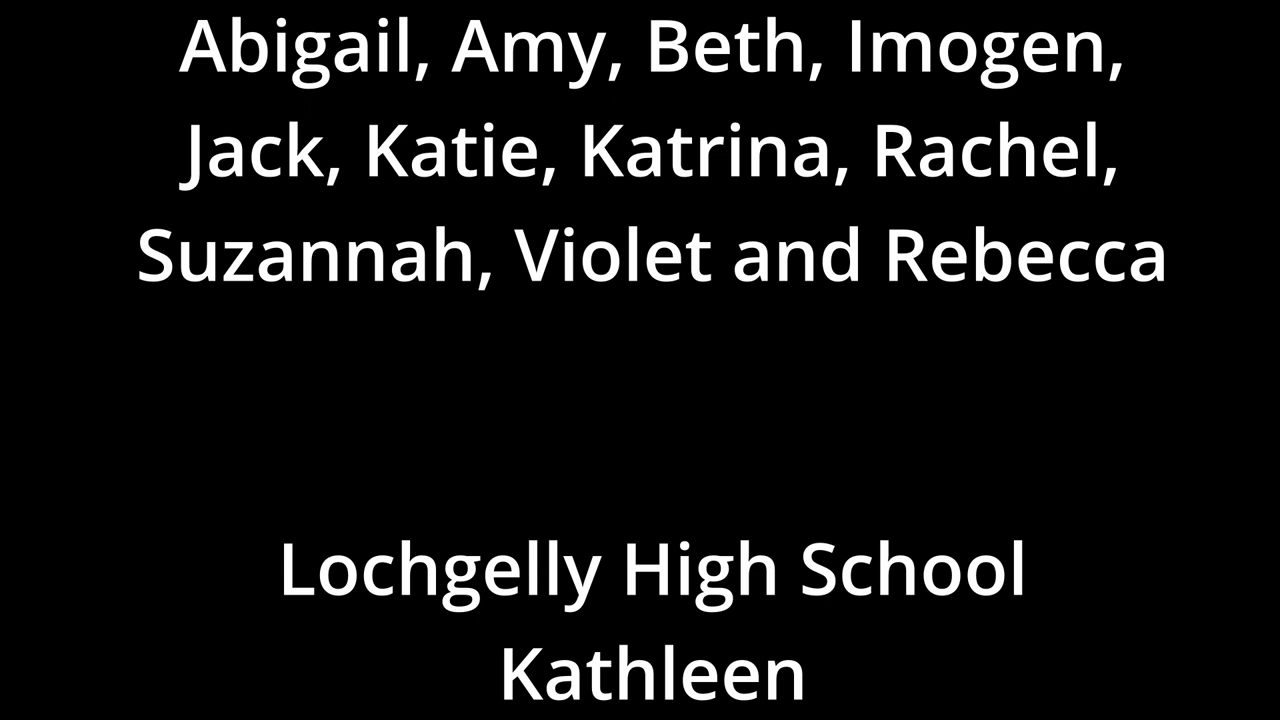 Abigail, Amy, Beth, Imogen,
Jack, Katie, Katrina, Rachel,
Suzannah, Violet and Rebecca
Lochgelly High School
Kathleen